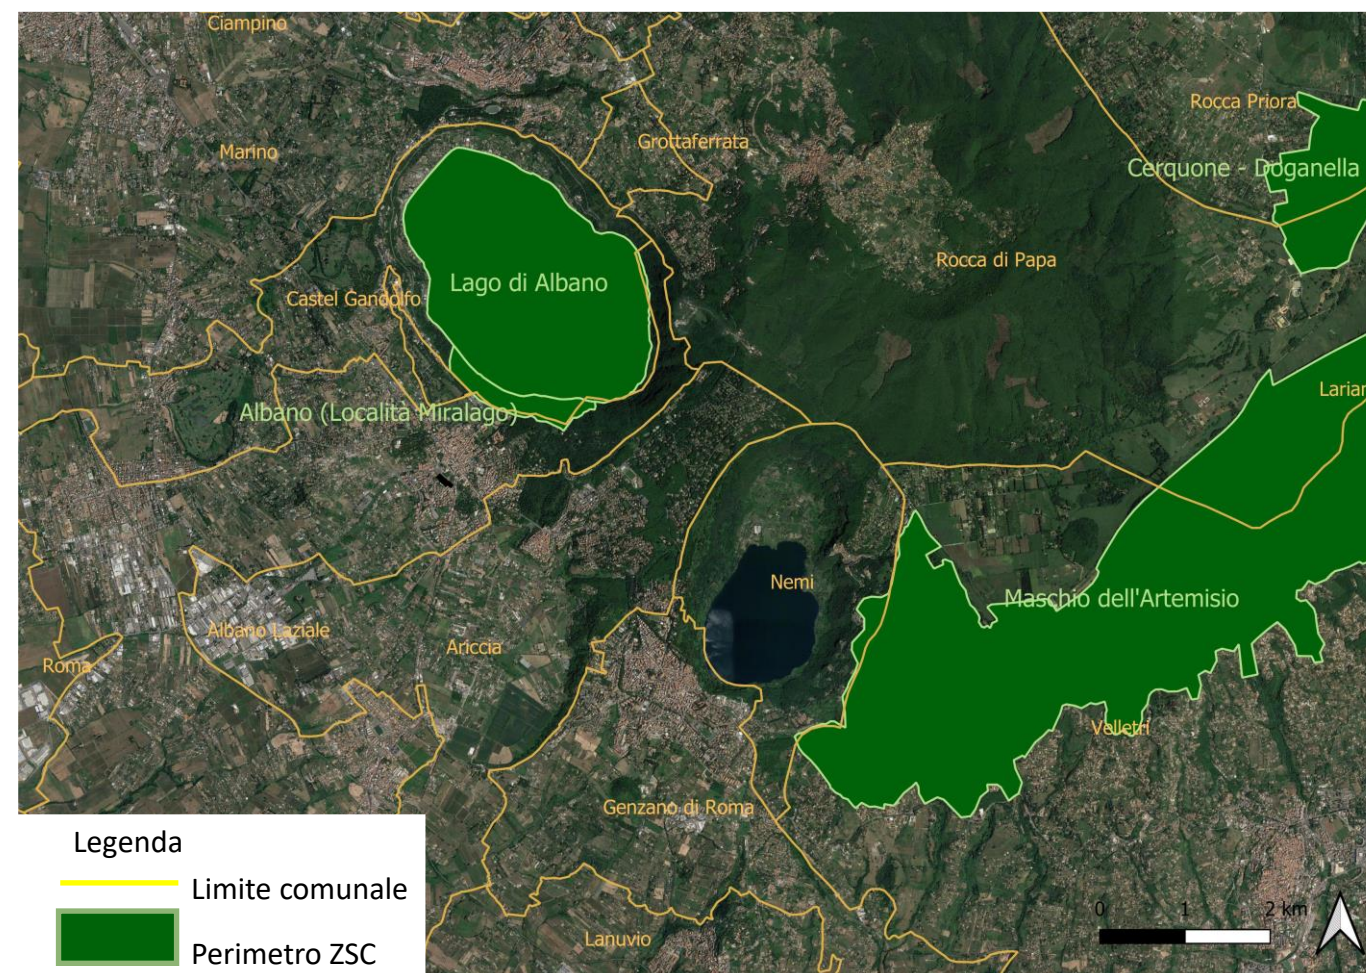 Ciampino
Rocca Priora
Grottaferrata
Marino
Cerquone - Doganella
Rocca di Papa
Lago di Albano
Castel Gandolfo
Larian
Albano (Località Miralago)
Nemi
Maschio dell'Artemisio
Albano Laziale
Ariccia
Roma
Velletri
Genzano di Roma
Lanuvio
0 1 2 km
Legenda
Limite comunale
Perimetro ZSC